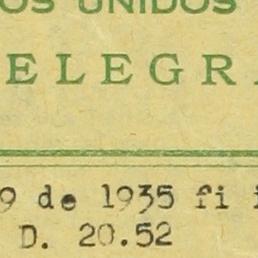 OS UNIDOS
ELEGR
9 de 1935 fi
D. 20.52